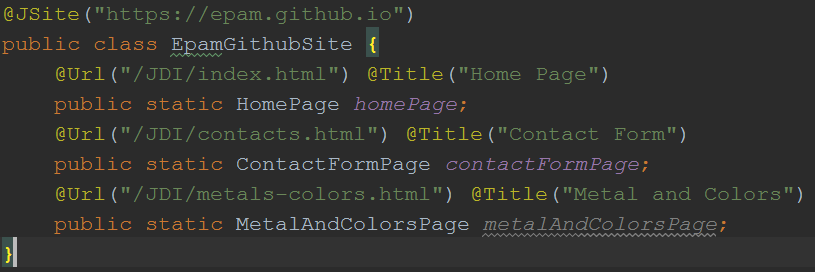 @JSite("https://epam.github.io")
public class EpamGithubSite {
    @Url("/JDI/index.html") @Title("Home Page")
    public static HomePage homePage;
    @Url("/JDI/contacts.html") @Title("Contact Form")
    public static ContactFormPage contactFormPage;
    @Url("/JDI/metals-colors.html") @Title("Metal and Colors")
    public static MetalAndColorsPage metalAndColorsPage;
}